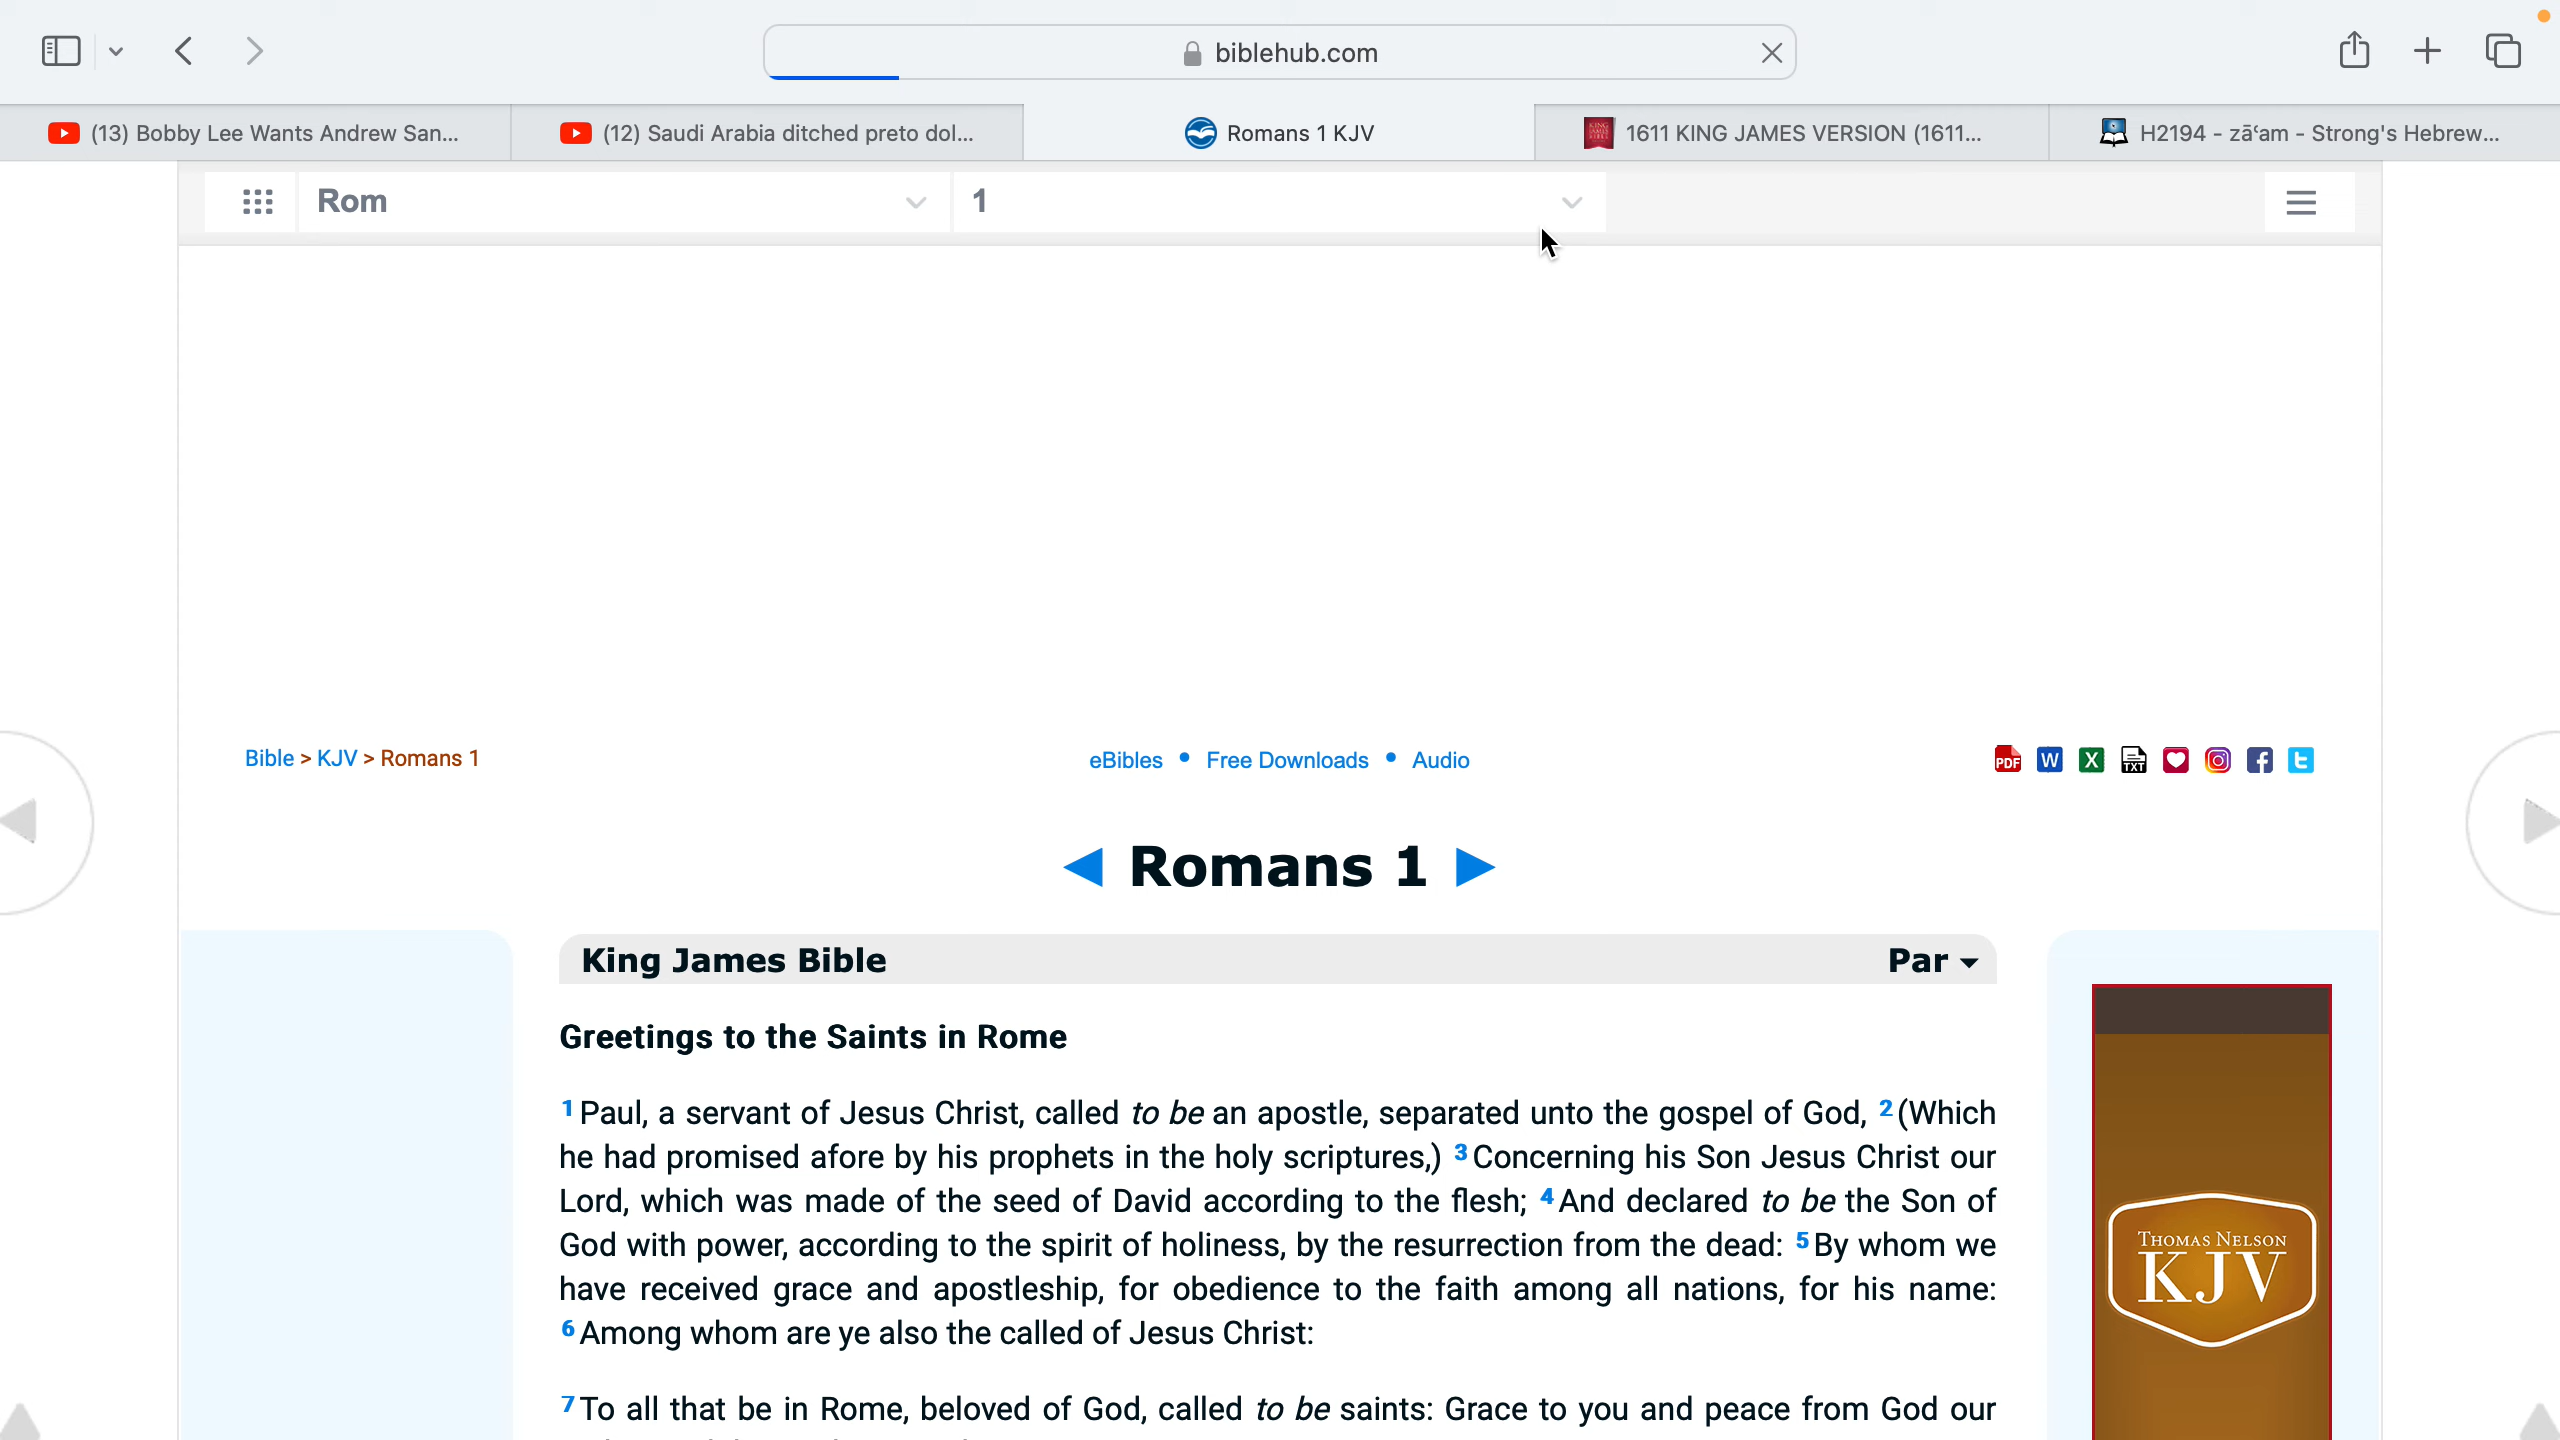 biblehub.com
(13) Bobby Lee Wants Andrew San...
(12) Saudi Arabia ditched preto dol...
Romans 1 KJV
1611 KING JAMES VERSION (1611...
H2194 - zāʿam - Strong's Hebrew...
Rom
1
Bible > KJV > Romans 1
eBibles • Free Downloads • Audio
PDF W X TXT
Romans 1
King James Bible
Par
Greetings to the Saints in Rome
1 Paul, a servant of Jesus Christ, called to be an apostle, separated unto the gospel of God, 2 (Which
he had promised afore by his prophets in the holy scriptures,) 3 Concerning his Son Jesus Christ our
Lord, which was made of the seed of David according to the flesh; 4 And declared to be the Son of
God with power, according to the spirit of holiness, by the resurrection from the dead: 5 By whom we
have received grace and apostleship, for obedience to the faith among all nations, for his name:
6 Among whom are ye also the called of Jesus Christ:
7 To all that be in Rome, beloved of God, called to be saints: Grace to you and peace from God our
THOMAS NELSON
KJV